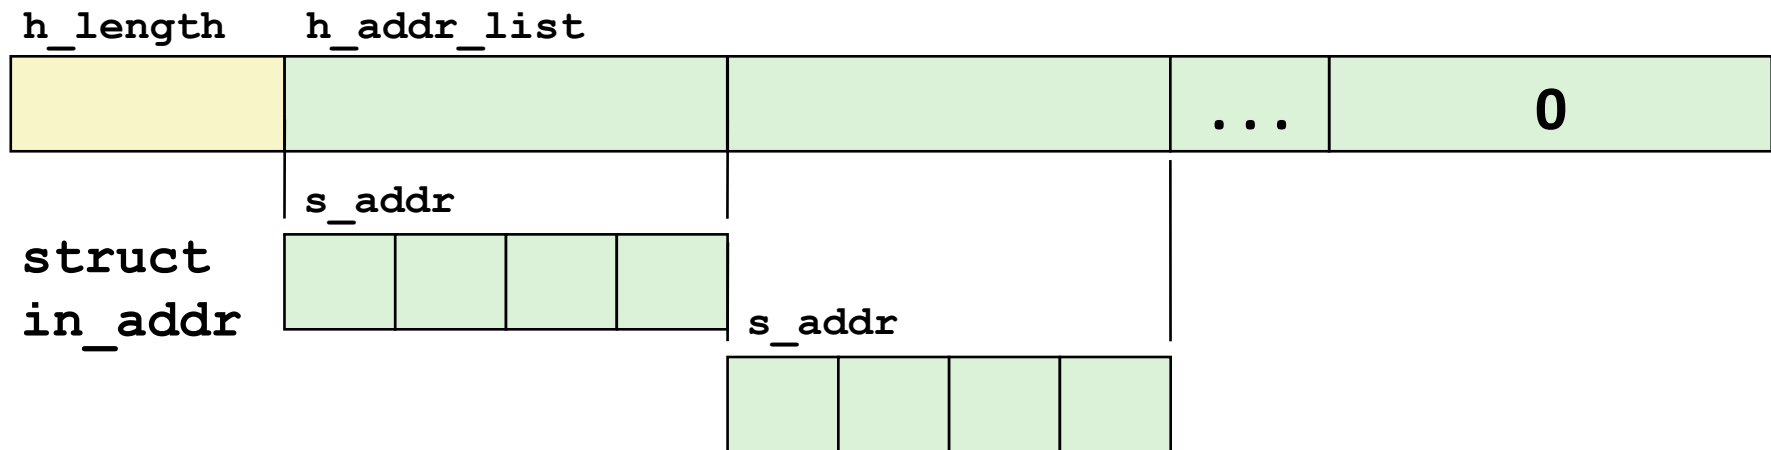 h_length h_addr_list
... 0
s_addr
struct
in_addr
s_addr